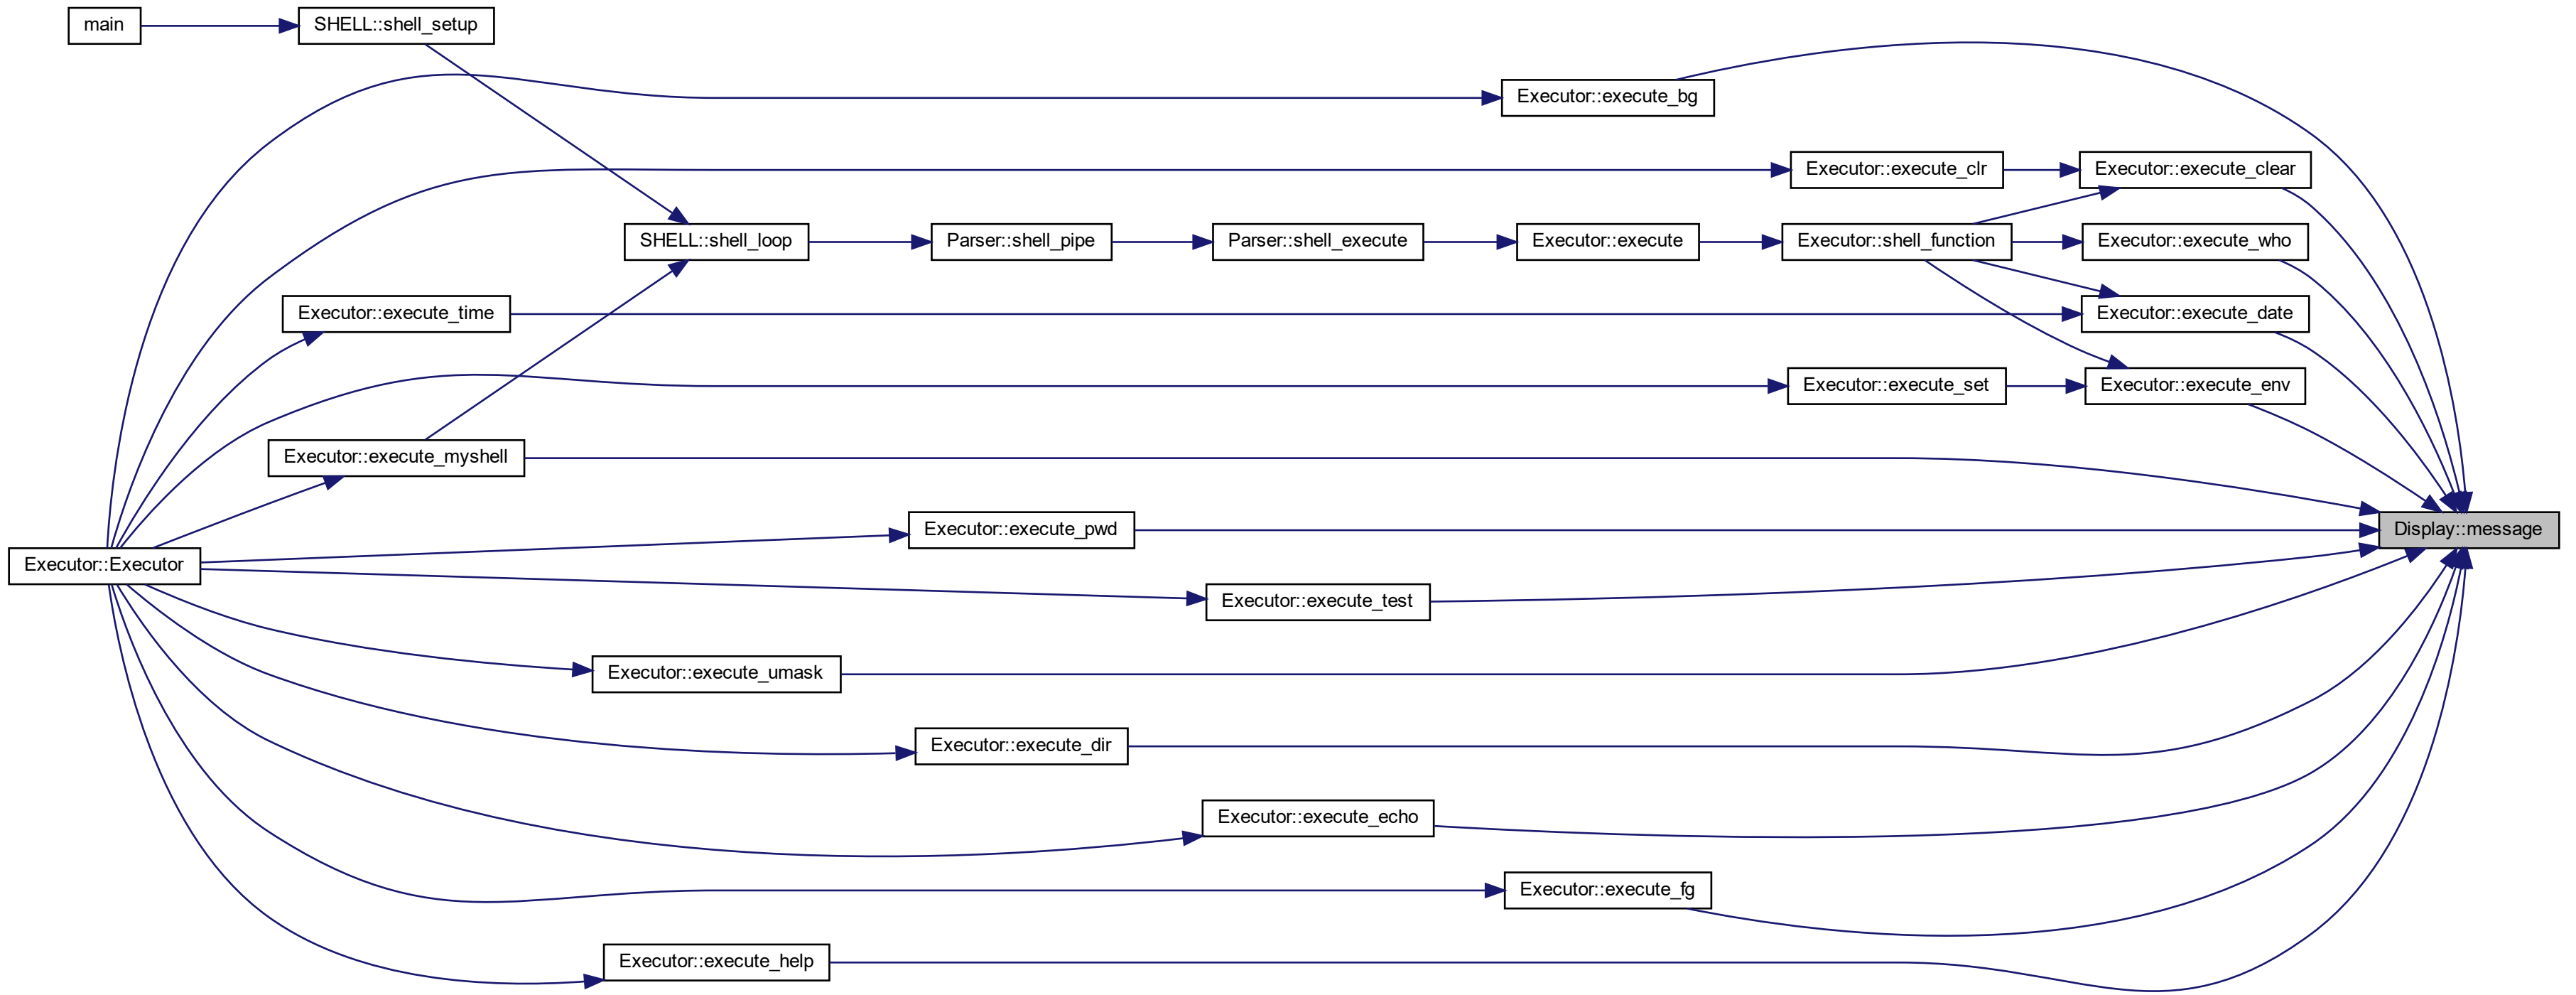 main
SHELL::shell_setup
Executor::execute_bg
Executor::execute_clr
Executor::execute_clear
SHELL::shell_loop
Parser::shell_pipe
Parser::shell_execute
Executor::execute
Executor::shell_function
Executor::execute_who
Executor::execute_time
Executor::execute_date
Executor::execute_set
Executor::execute_env
Executor::execute_myshell
Executor::execute_pwd
Display::message
Executor::Executor
Executor::execute_test
Executor::execute_umask
Executor::execute_dir
Executor::execute_echo
Executor::execute_fg
Executor::execute_help